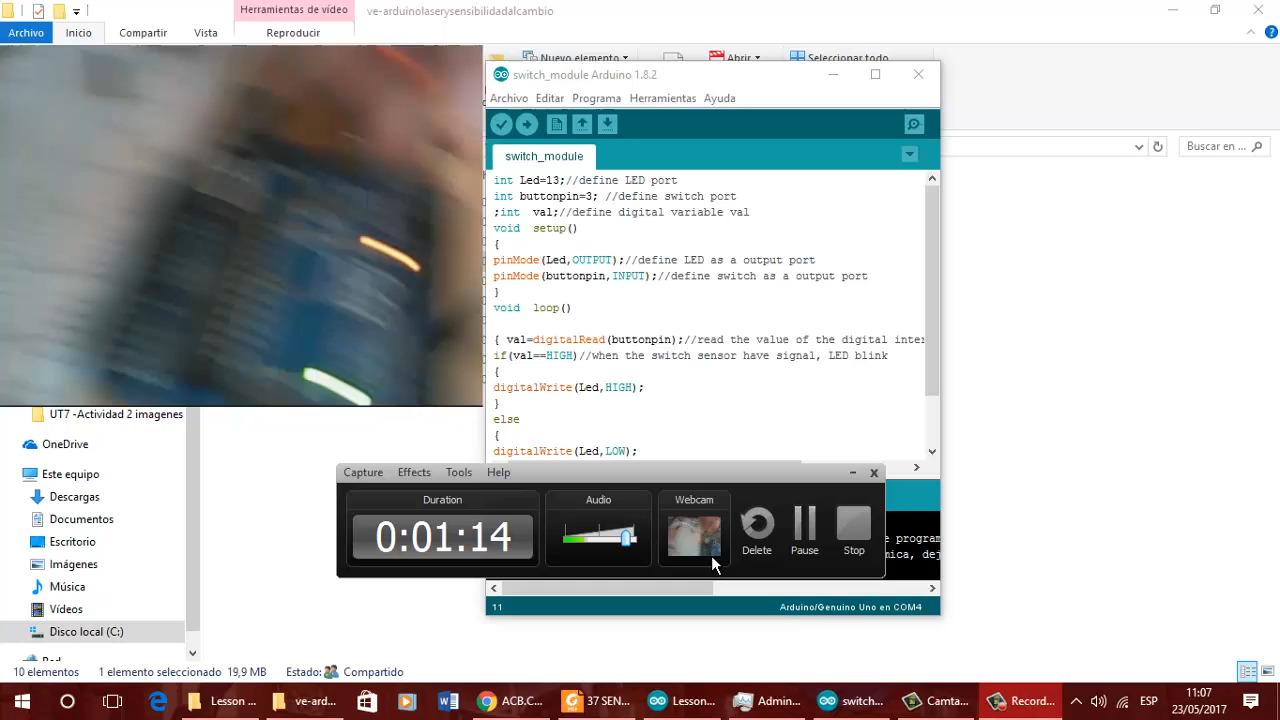 Herramientas de vídeo
ve-arduinolaserysensibilidadalcambio
Archivo
Inicio
Compartir
Vista
Reproducir
Nuevo elemento
Abrir
Seleccionar todo
Buscar en ...
switch_module Arduino 1.8.2
Archivo Editar Programa Herramientas Ayuda
switch_module
int Led=13;//define LED port
int buttonpin=3; //define switch port
;int val;//define digital variable val
void setup()
{
pinMode(Led,OUTPUT);//define LED as a output port
pinMode(buttonpin,INPUT);//define switch as a output port
}
void loop()
{ val=digitalRead(buttonpin);//read the value of the digital inter
if(val==HIGH)//when the switch sensor have signal, LED blink
{
digitalWrite(Led,HIGH);
}
else
{
digitalWrite(Led,LOW);
UT7 -Actividad 2 imagenes
OneDrive
Este equipo
Descargas
Documentos
Escritorio
Imágenes
Música
Vídeos
Disco local (C:)
Capture Effects Tools Help
Duration
0:01:14
Audio
Webcam
Delete
Pause
Stop
e program
mica, dej
11
Arduino/Genuino Uno en COM4
10 elementos
1 elemento seleccionado 19,9 MB
Estado:
Compartido
Lesson ...
ve-ard...
ACB.C...
37 SEN...
Lesson...
Admin...
switch...
Camta...
Record...
ESP
11:07
23/05/2017